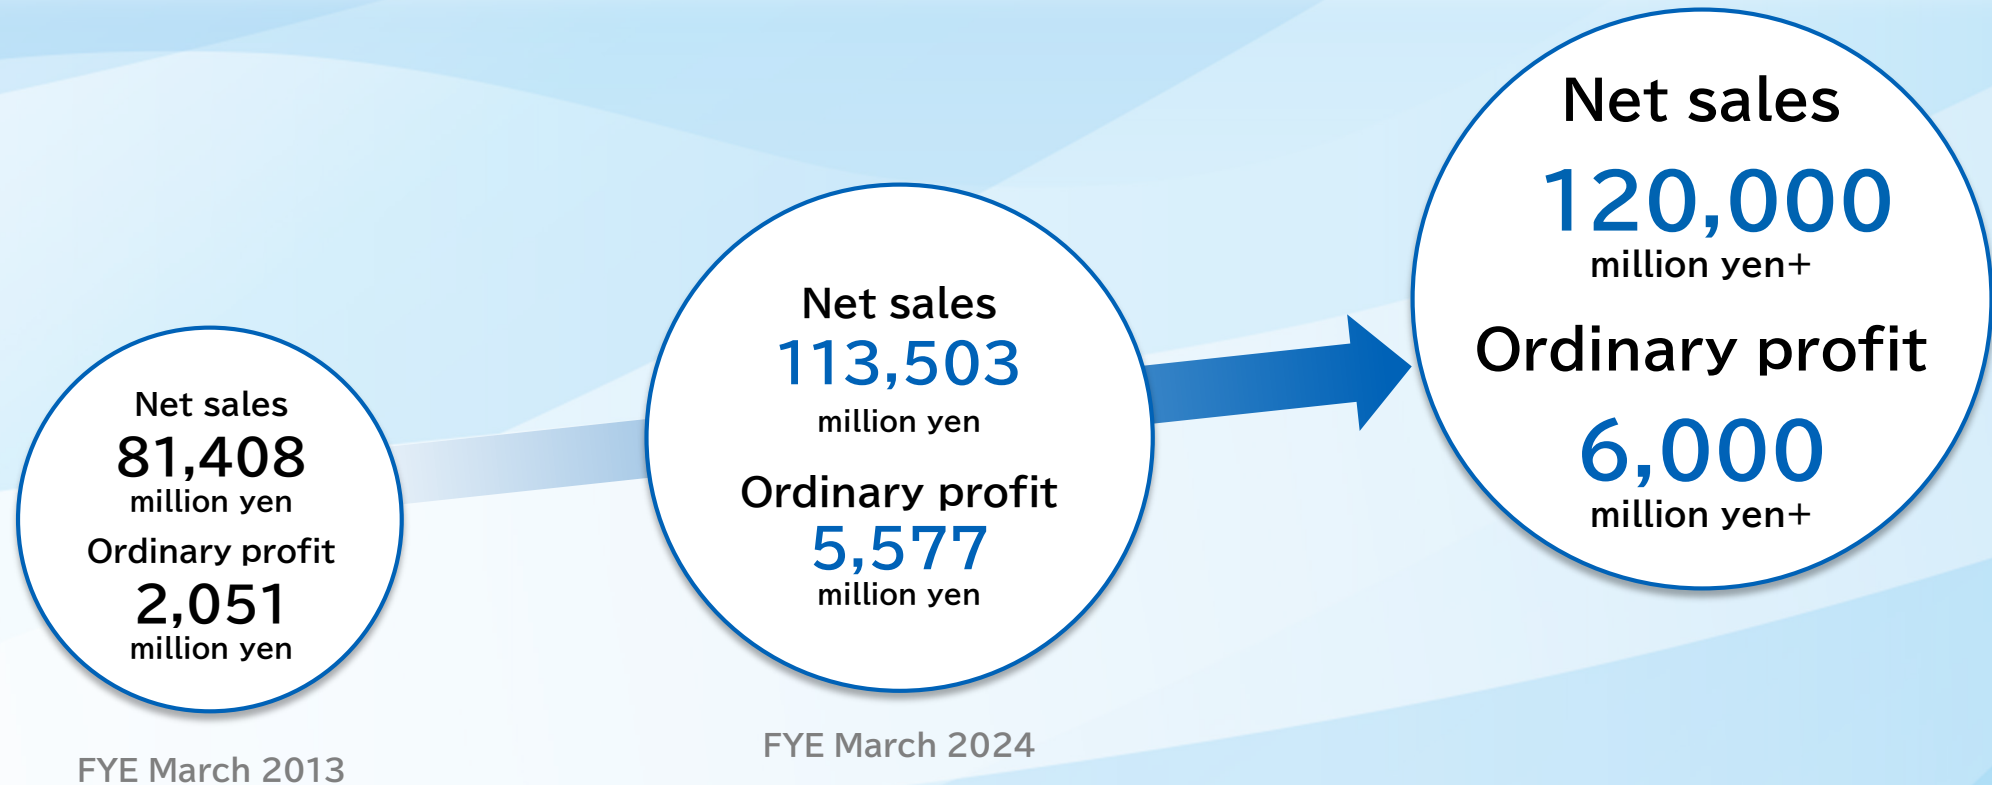 Net sales
81,408
million yen
Ordinary profit
2,051
million yen
FYE March 2013
Net sales
113,503
million yen
Ordinary profit
5,577
million yen
FYE March 2024
Net sales
120,000
million yen+
Ordinary profit
6,000
million yen+